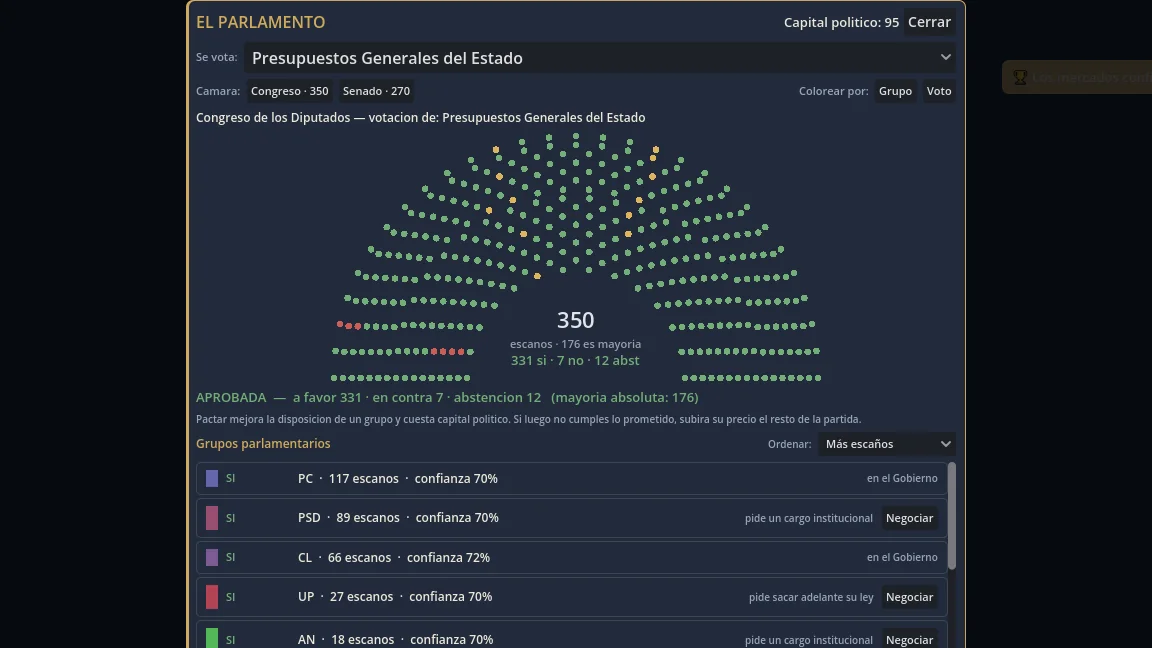 EL PARLAMENTO
Capital politico: 95 Cerrar
Se vota: Presupuestos Generales del Estado
Camara: Congreso · 350 Senado · 270
Colorear por: Grupo Voto
Congreso de los Diputados — votacion de: Presupuestos Generales del Estado
350
escanos · 176 es mayoria
331 si · 7 no · 12 abst
APROBADA — a favor 331 · en contra 7 · abstencion 12 (mayoria absoluta: 176)
Pactar mejora la disposicion de un grupo y cuesta capital politico. Si luego no cumples lo prometido, subira su precio el resto de la partida.
Grupos parlamentarios
Ordenar: Más escaños
SI PC · 117 escanos · confianza 70% en el Gobierno
SI PSD · 89 escanos · confianza 70% pide un cargo institucional Negociar
SI CL · 66 escanos · confianza 72% en el Gobierno
SI UP · 27 escanos · confianza 70% pide sacar adelante su ley Negociar
SI AN · 18 escanos · confianza 70% pide un cargo institucional Negociar
Los mercados